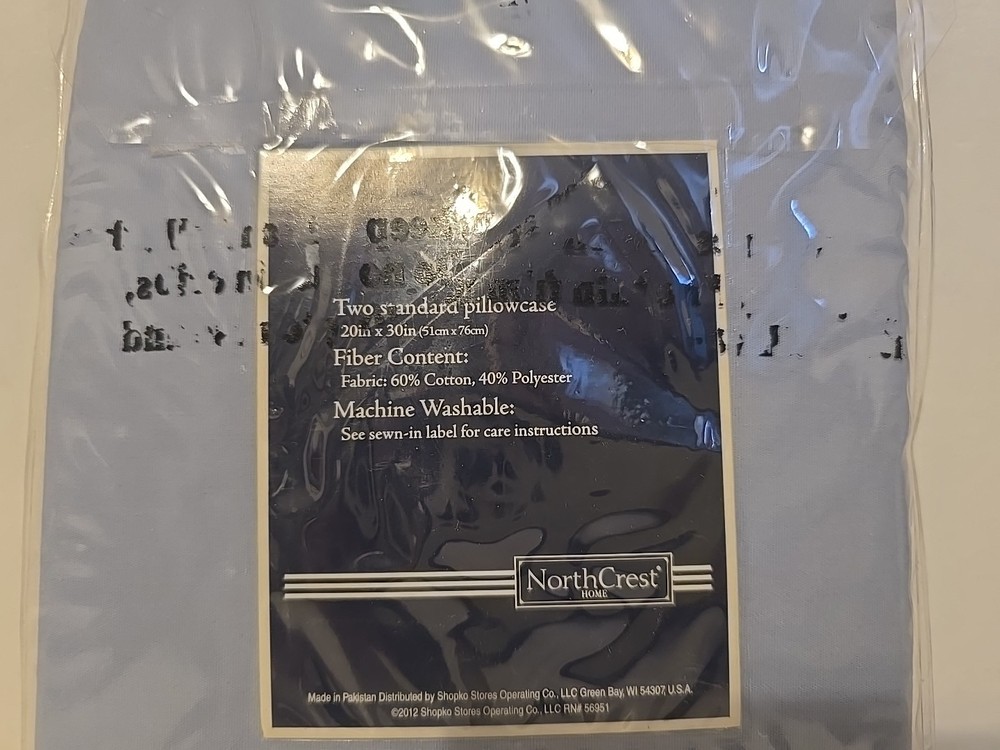 Two standard pillowcase
20in x 30in (51cm x 76cm)
Fiber Content:
Fabric: 60% Cotton, 40% Polyester
Machine Washable:
See sewn-in label for care instructions
NorthCrest
HOME
Made in Pakistan Distributed by Shopko Stores Operating Co., LLC Green Bay, WI 54307, U.S.A.
©2012 Shopko Stores Operating Co., LLC RN# 56951